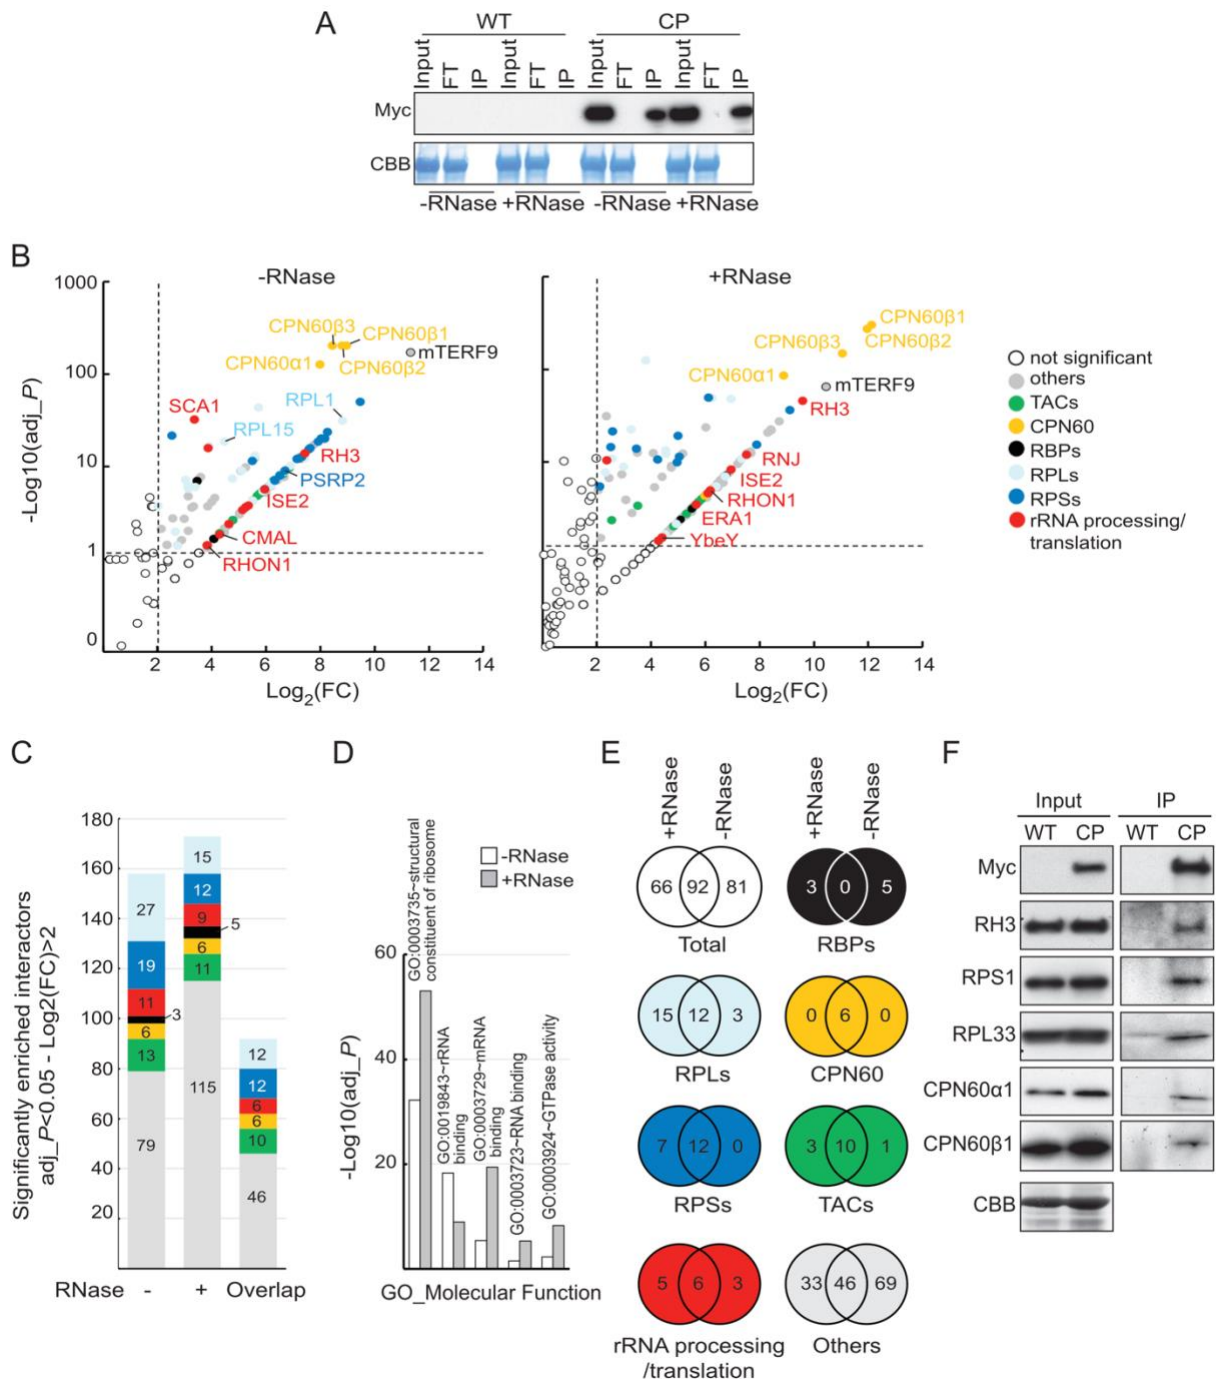 A
WT
CP
Input
FT
IP
Input
FT
IP
Input
FT
IP
Input
FT
IP
Myc
CBB
-RNase
+RNase
-RNase
+RNase
B
-RNase
1000
100
10
1
0
-Log10(adj_P)
CPN60β3
CPN60β1
mTERF9
CPN60α1
CPN60β2
SCA1
RPL1
RPL15
RH3
PSRP2
ISE2
CMAL
RHON1
2
4
6
8
10
12
14
Log2(FC)
+RNase
CPN60β1
CPN60β3
CPN60β2
CPN60α1
mTERF9
RH3
RNJ
ISE2
RHON1
ERA1
YbeY
2
4
6
8
10
12
14
Log2(FC)
not significant
others
TACs
CPN60
RBPs
RPLs
RPSs
rRNA processing/
translation
C
Significantly enriched interactors
adj_P<0.05 - Log2(FC)>2
180
160
140
120
100
80
60
40
20
27
19
11
3
6
13
79
15
12
9
5
6
11
115
12
12
6
6
10
46
RNase
-
+
Overlap
D
-RNase
+RNase
-Log10(adj_P)
60
40
20
GO:0003735~structural
constituent of ribosome
GO:0019843~rRNA
binding
GO:0003729~mRNA
binding
GO:0003723~RNA binding
GO:0003924~GTPase activity
GO_Molecular Function
E
+RNase
-RNase
+RNase
-RNase
66
92
81
Total
3
0
5
RBPs
15
12
3
RPLs
0
6
0
CPN60
7
12
0
RPSs
3
10
1
TACs
5
6
3
rRNA processing
/translation
33
46
69
Others
F
Input
IP
WT
CP
WT
CP
Myc
RH3
RPS1
RPL33
CPN60α1
CPN60β1
CBB